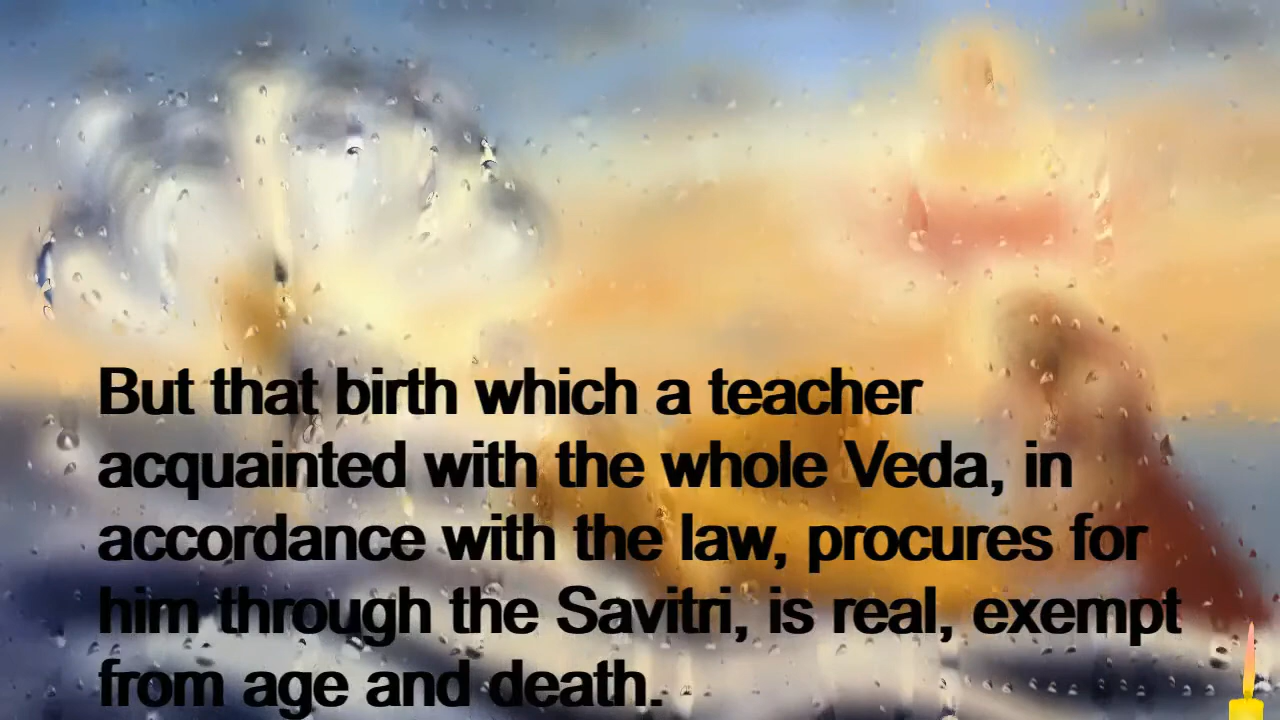 But that birth which a teacher
acquainted with the whole Veda, in
accordance with the law, procures for
him through the Savitri, is real, exempt
from age and death.